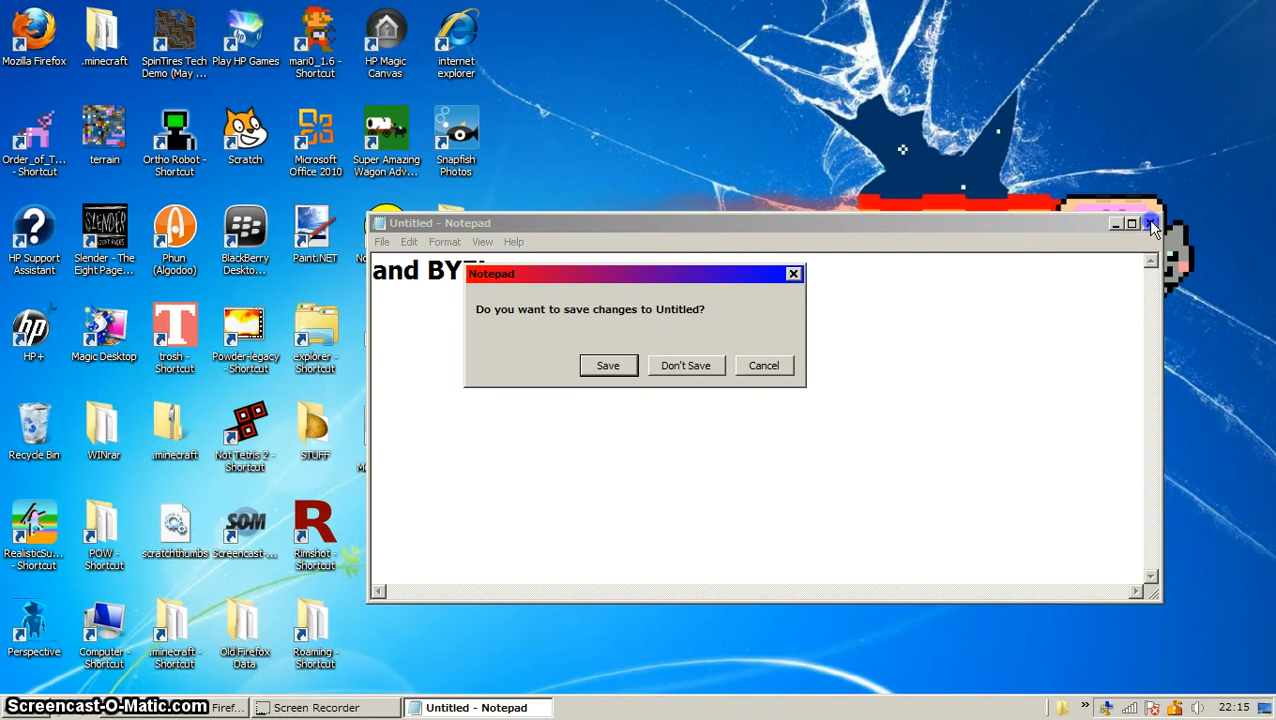 Mozilla Firefox
.minecraft
SpinTires Tech
Demo (May ...
Play HP Games
mari0_1.6 -
Shortcut
HP Magic
Canvas
internet
explorer
Order_of_T...
- Shortcut
terrain
Ortho Robot -
Shortcut
Scratch
Microsoft
Office 2010
Super Amazing
Wagon Adv...
Snapfish
Photos
HP Support
Assistant
SLENDER
Slender - The
Eight Page...
Phun
(Algodoo)
BlackBerry
Deskto...
Paint.NET
HP+
Magic Desktop
trosh -
Shortcut
Powder-legacy
- Shortcut
explorer -
Shortcut
Recycle Bin
WINrar
.minecraft
Not Tetris 2 -
Shortcut
STUFF
RealisticSu...
- Shortcut
POW -
Shortcut
scratchthumbs
SOM
Screencast-...
R
Rimshot -
Shortcut
Perspective
Computer -
Shortcut
.minecraft -
Shortcut
Old Firefox
Data
Roaming -
Shortcut
Untitled - Notepad
File Edit Format View Help
and BYE!
Notepad
Do you want to save changes to Untitled?
Save Don't Save Cancel
Screencast-O-Matic.com
Firef...
Screen Recorder
Untitled - Notepad
22:15